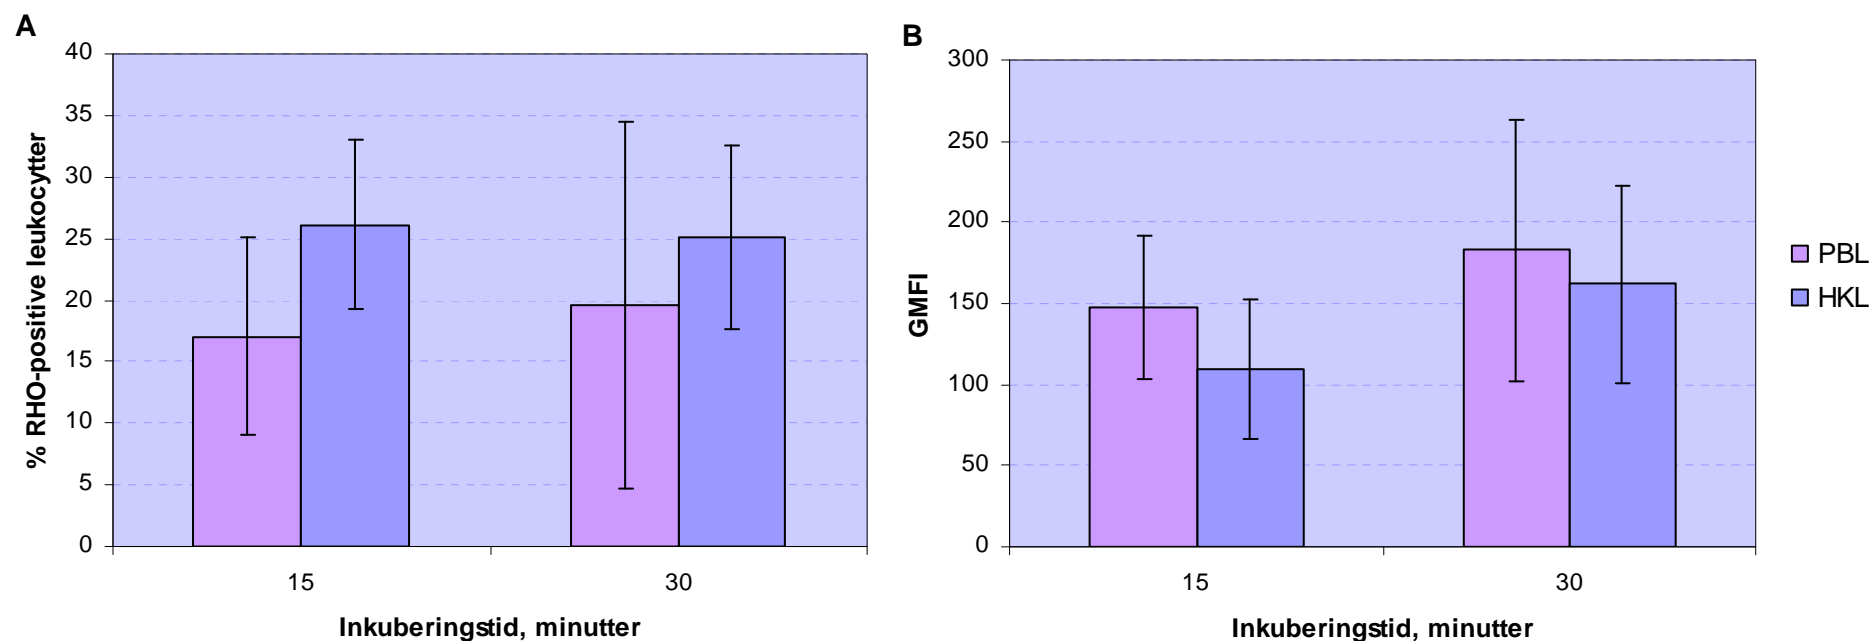 A
40
35
30
25
20
15
10
5
0
% RHO-positive leukocytter
15
30
Inkuberingstid, minutter
B
300
250
200
150
100
50
0
GMFI
15
30
Inkuberingstid, minutter
PBL
HKL